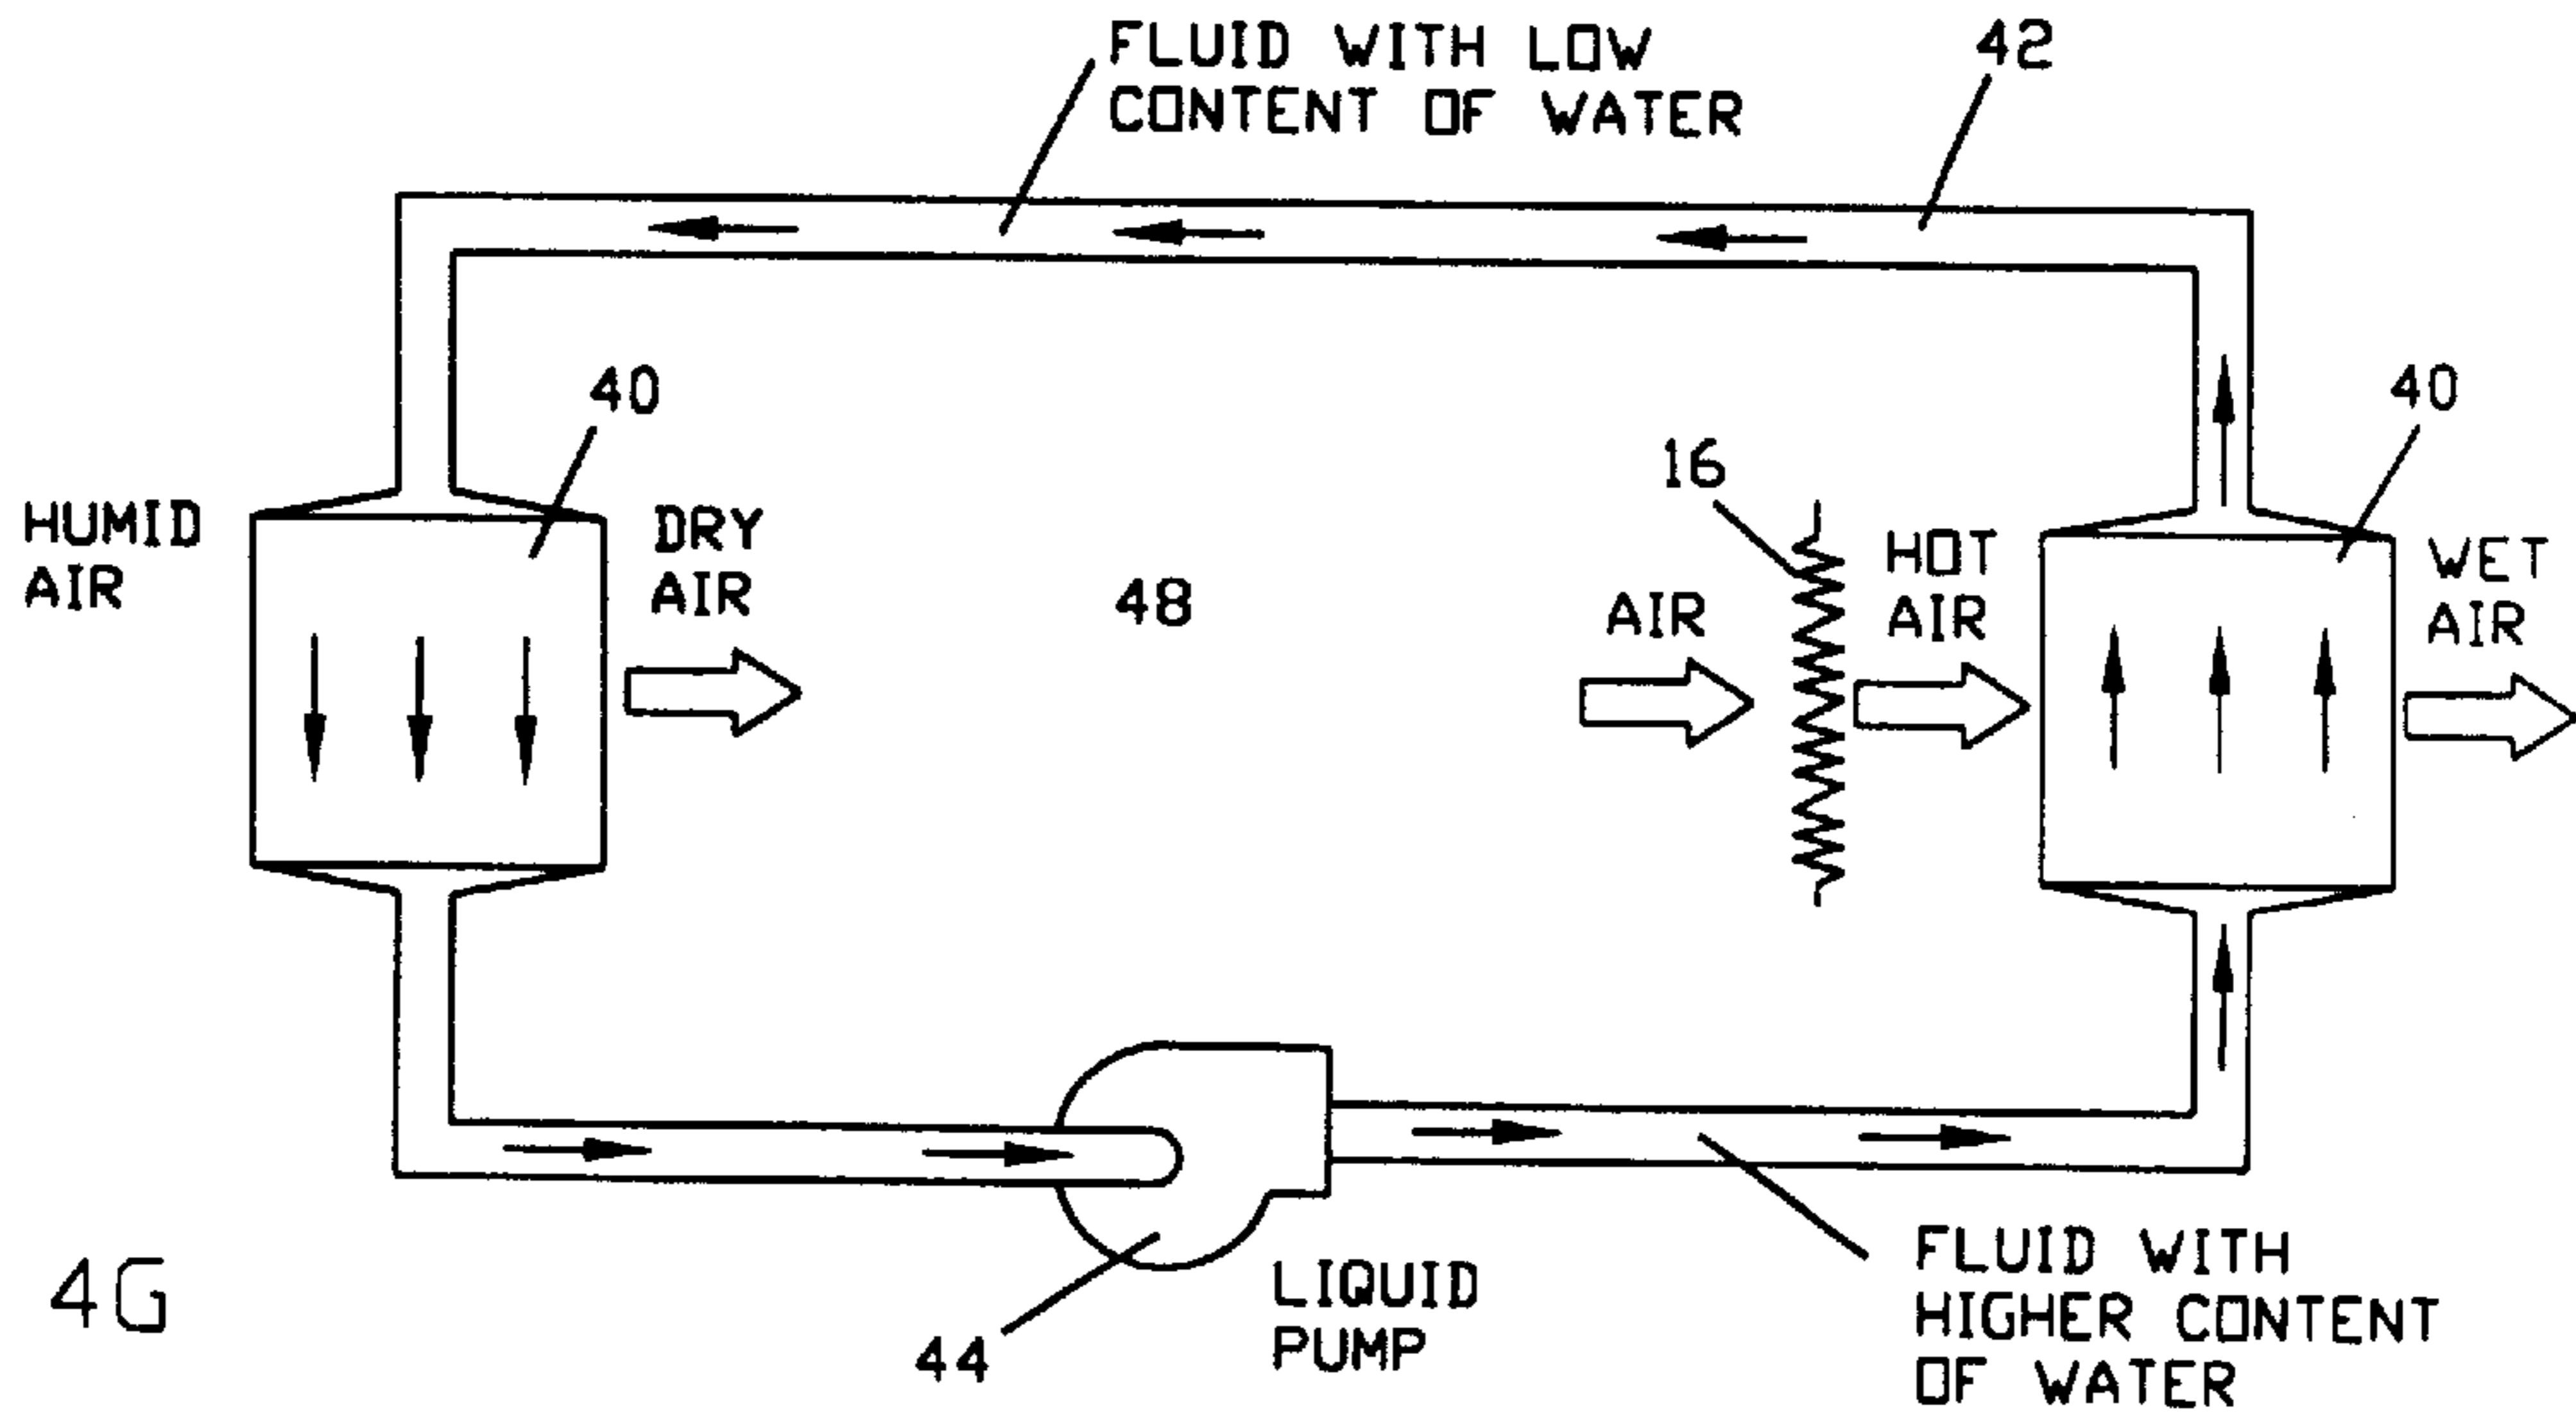 FLUID WITH LOW
CONTENT OF WATER
42
40
40
16
HUMID
AIR
DRY
AIR
48
AIR
HOT
AIR
WET
AIR
4G
44
LIQUID
PUMP
FLUID WITH
HIGHER CONTENT
OF WATER